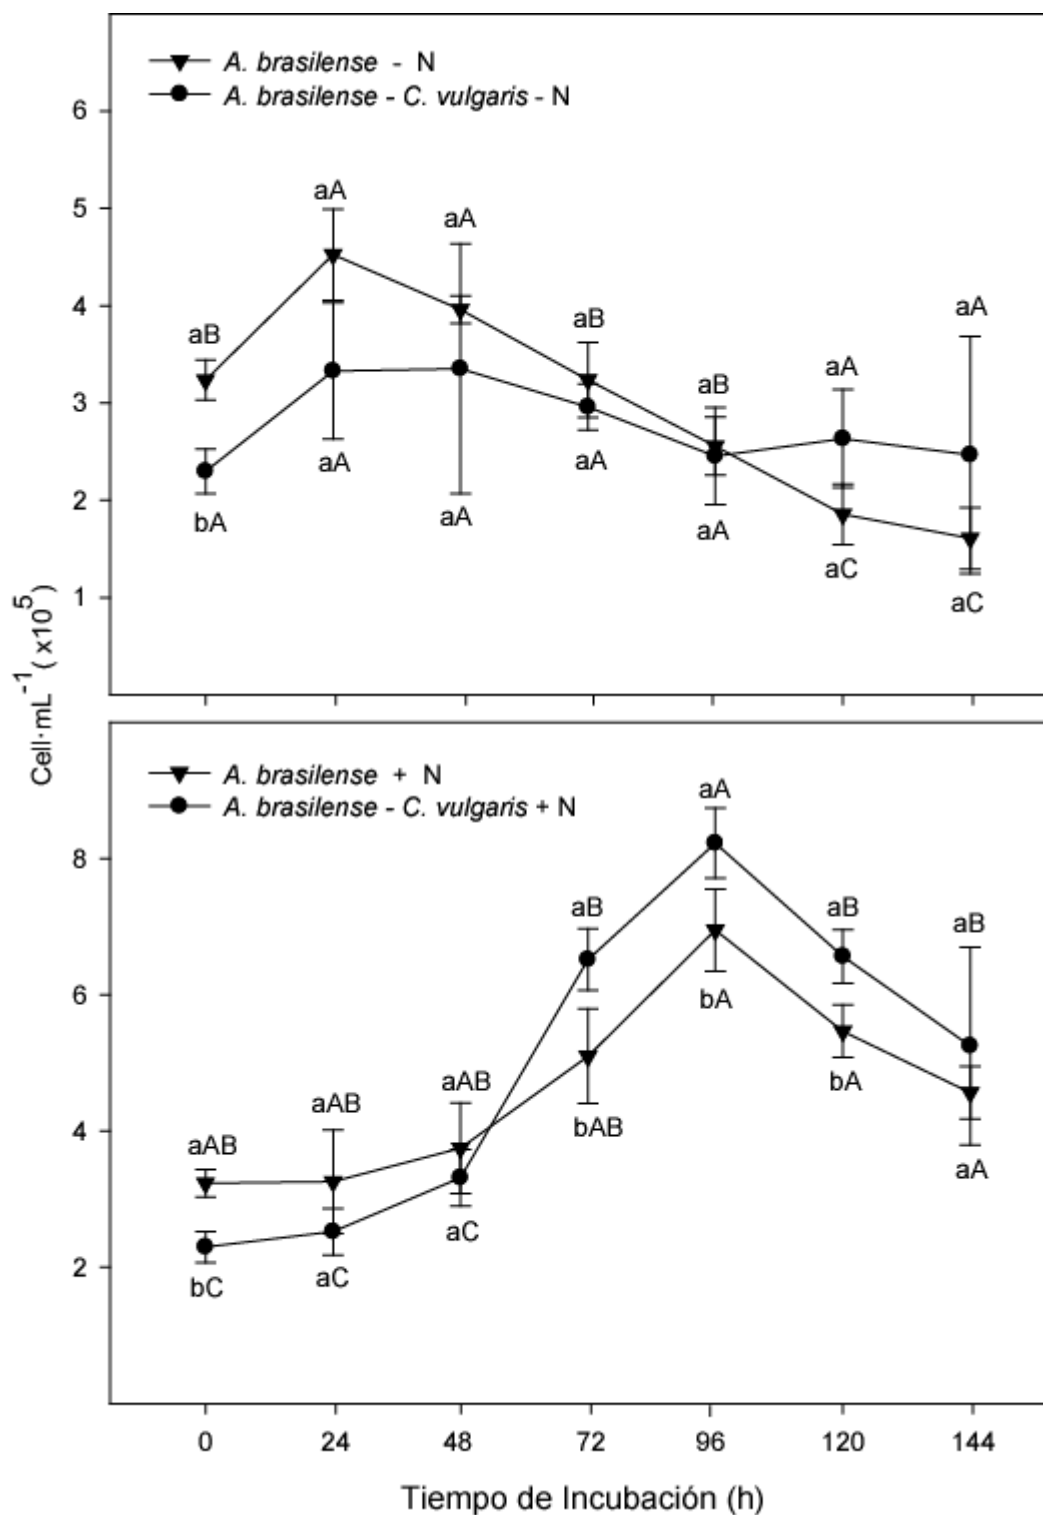 A. brasilense - N
A. brasilense - C. vulgaris - N
6
5
4
3
2
1
aB
aA
aA
aB
aB
aA
aA
bA
aA
aA
aA
aA
aC
aC
Cell·mL⁻¹ ( x10⁵)
A. brasilense + N
A. brasilense - C. vulgaris + N
8
6
4
2
aAB
aAB
aAB
aB
aA
aB
aB
bC
aC
aC
bAB
bA
bA
aA
0 24 48 72 96 120 144
Tiempo de Incubación (h)